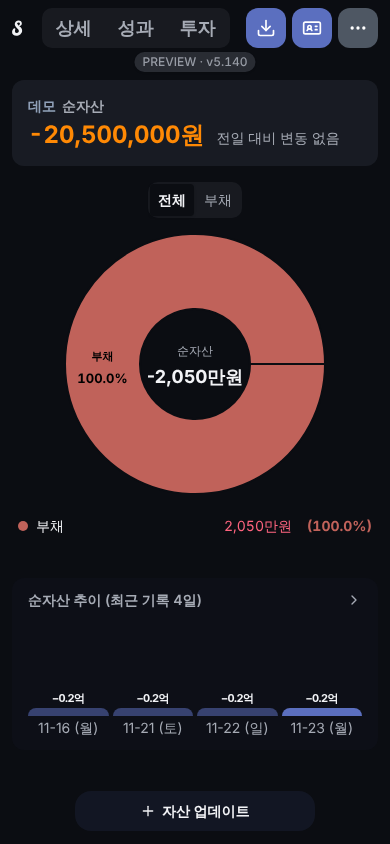 상세 성과 투자
PREVIEW · v5.140
데모 순자산
-20,500,000원 전일 대비 변동 없음
전체 부채
부채
100.0%
순자산
-2,050만원
부채 2,050만원 (100.0%)
순자산 추이 (최근 기록 4일)
-0.2억 -0.2억 -0.2억 -0.2억
11-16 (월) 11-21 (토) 11-22 (일) 11-23 (월)
+ 자산 업데이트